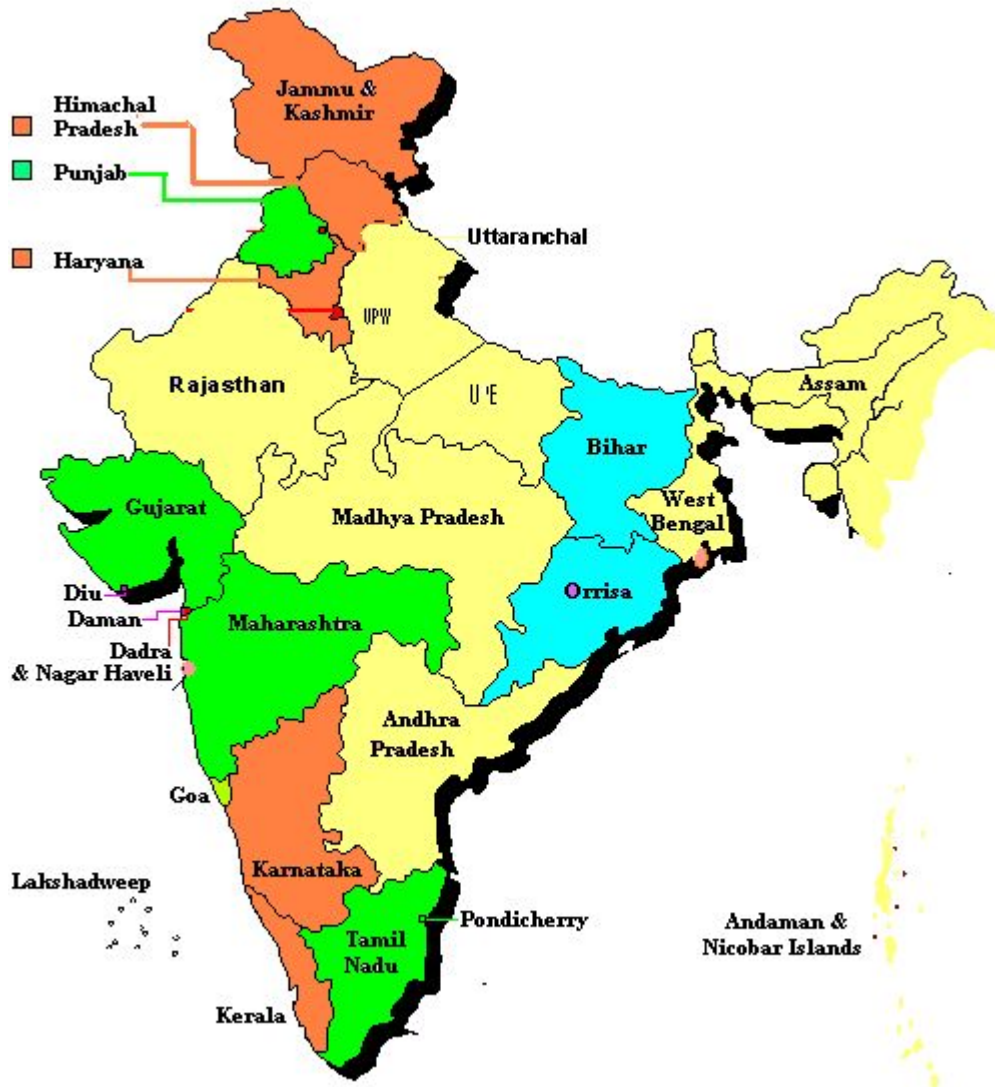 Jammu &
Kashmir
Himachal
Pradesh
Punjab
Uttaranchal
Haryana
UPW
Rajasthan
Assam
Bihar
Gujarat
Madhya Pradesh
West
Bengal
Diu
Orrisa
Daman
Maharashtra
Dadra
& Nagar Haveli
Andhra
Pradesh
Goa
Karnataka
Lakshadweep
Pondicherry
Andaman &
Nicobar Islands
Tamil
Nadu
Kerala